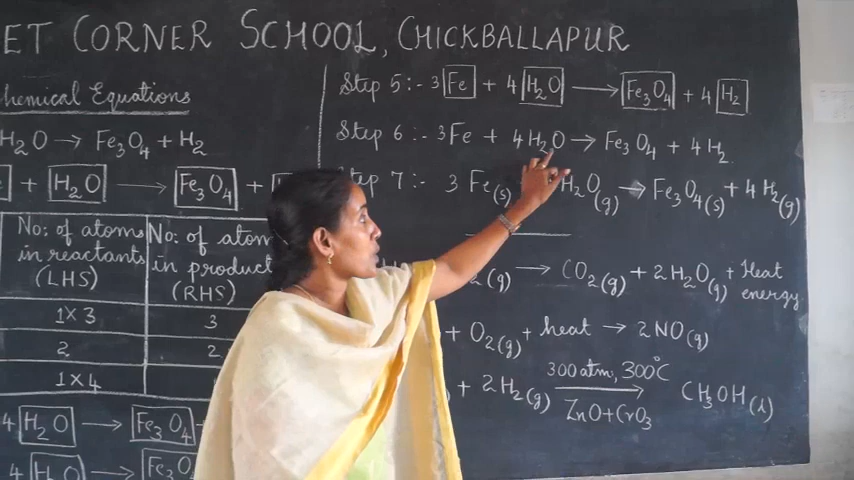 ET CORNER SCHOOL, CHICKBALLAPUR
hemical Equations
H₂O → Fe₃O₄ + H₂
+ H₂O → Fe₃O₄ +
No: of atoms in reactants (LHS)
No: of atom in product (RHS)
1×3 3
2 2
1×4
4 H₂O → Fe₃O₄
4 H₂O → Fe₃O
Step 5:- 3 Fe + 4 H₂O → Fe₃O₄ + 4 H₂
Step 6:- 3Fe + 4H₂O → Fe₃O₄ + 4H₂
tep 7:- 3 Fe(s) H₂O(g) → Fe₃O₄(s) + 4H₂(g)
₂(g) → CO₂(g) + 2H₂O(g) + Heat energy
+ O₂(g) + heat → 2NO(g)
+ 2H₂(g) 300 atm, 300°C ZnO+CrO₃ → CH₃OH(l)